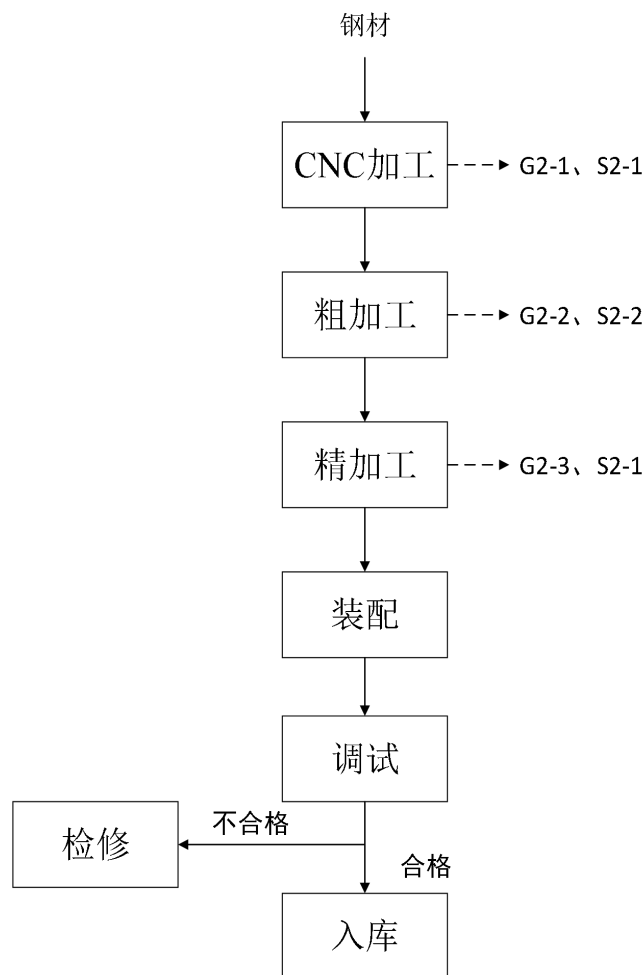 钢材
CNC加工
G2-1、S2-1
粗加工
G2-2、S2-2
精加工
G2-3、S2-1
装配
调试
不合格
检修
合格
入库